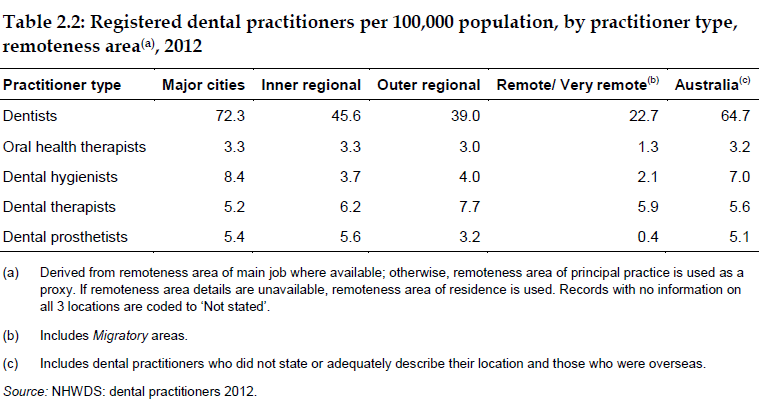 Table 2.2: Registered dental practitioners per 100,000 population, by practitioner type,
remoteness area(a), 2012
Practitioner type Major cities Inner regional Outer regional Remote/ Very remote(b) Australia(c)
Dentists 72.3 45.6 39.0 22.7 64.7
Oral health therapists 3.3 3.3 3.0 1.3 3.2
Dental hygienists 8.4 3.7 4.0 2.1 7.0
Dental therapists 5.2 6.2 7.7 5.9 5.6
Dental prosthetists 5.4 5.6 3.2 0.4 5.1
(a) Derived from remoteness area of main job where available; otherwise, remoteness area of principal practice is used as a
proxy. If remoteness area details are unavailable, remoteness area of residence is used. Records with no information on
all 3 locations are coded to ‘Not stated’.
(b) Includes Migratory areas.
(c) Includes dental practitioners who did not state or adequately describe their location and those who were overseas.
Source: NHWDS: dental practitioners 2012.